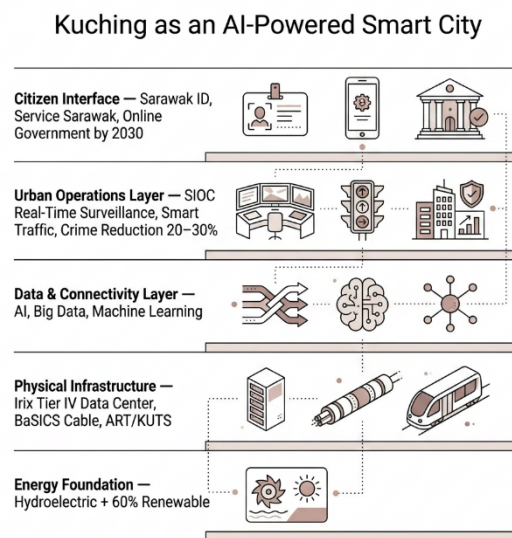 Kuching as an AI-Powered Smart City
Citizen Interface — Sarawak ID,
Service Sarawak, Online
Government by 2030
Urban Operations Layer — SIOC
Real-Time Surveillance, Smart
Traffic, Crime Reduction 20–30%
Data & Connectivity Layer —
AI, Big Data, Machine Learning
Physical Infrastructure —
Irix Tier IV Data Center,
BaSICS Cable, ART/KUTS
Energy Foundation —
Hydroelectric + 60% Renewable